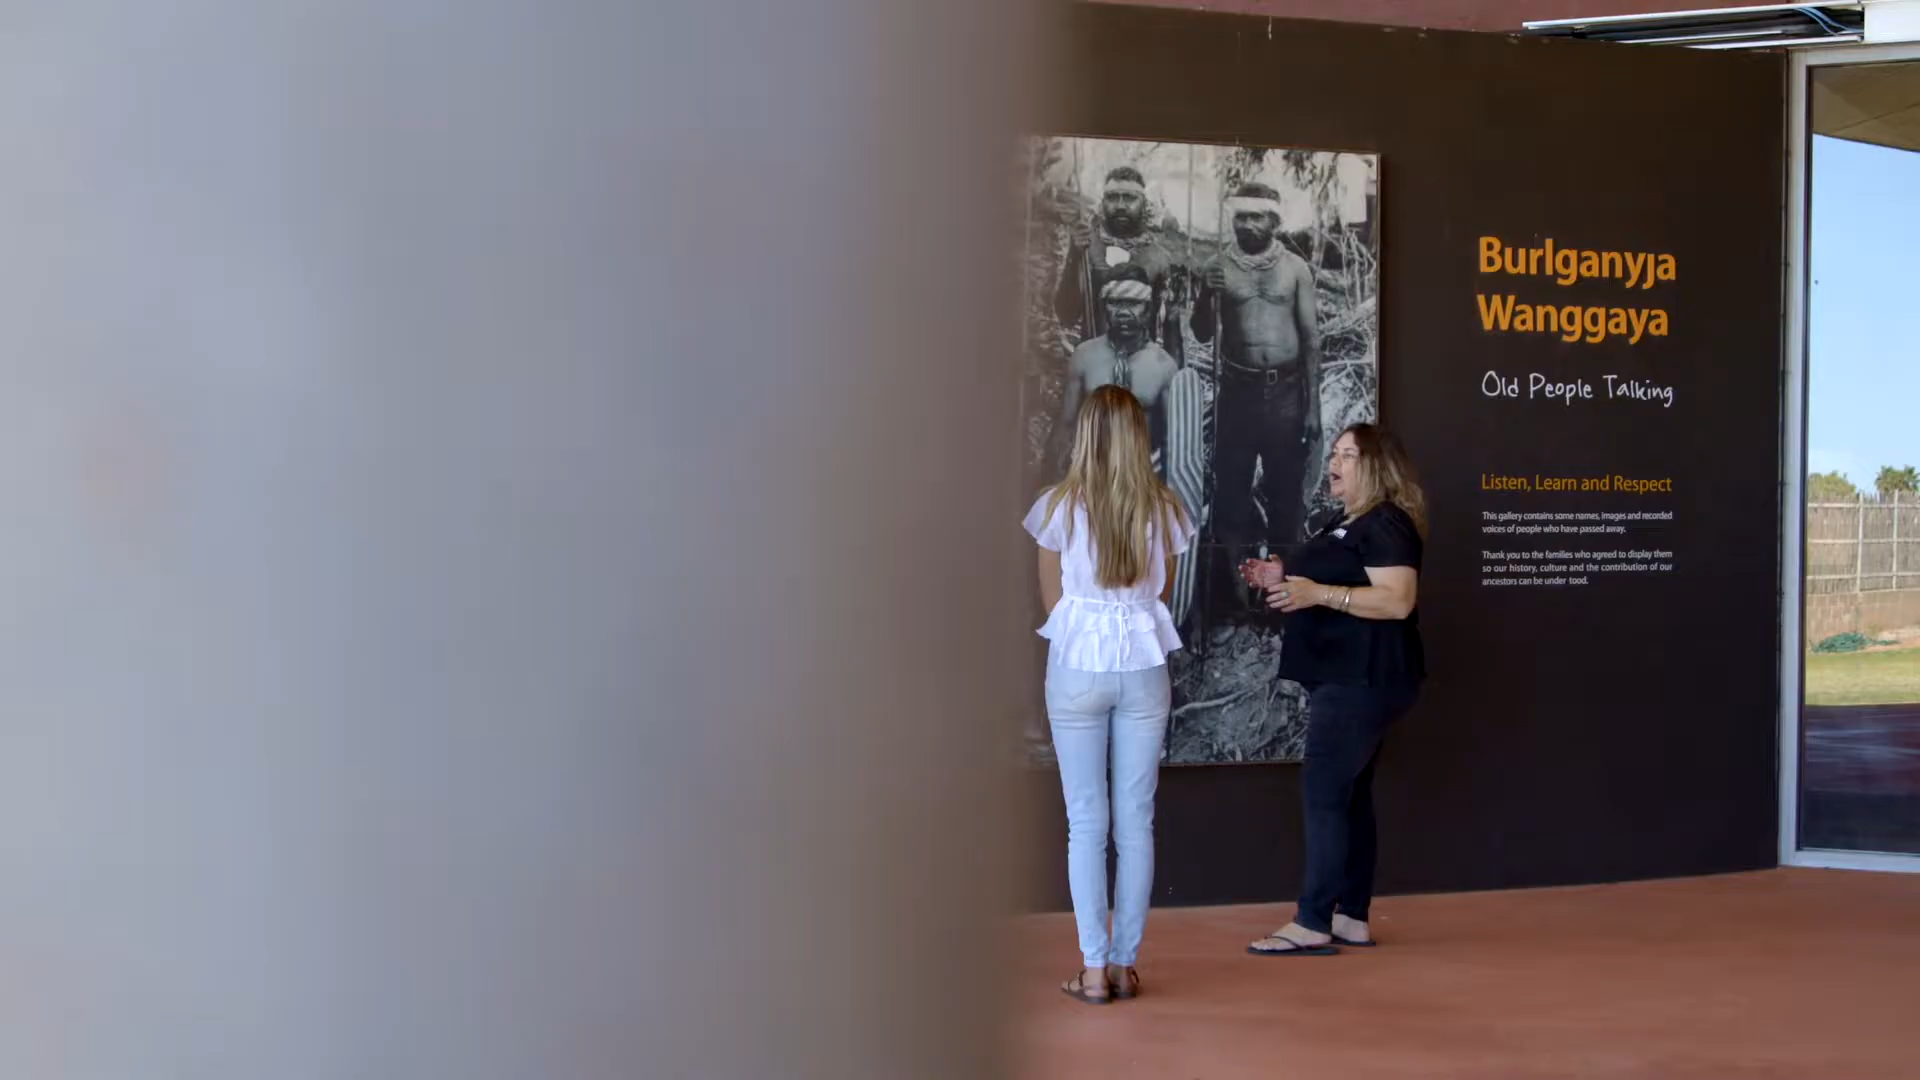 Burlganyja
Wanggaya
Old People Talking
Listen, Learn and Respect
This gallery contains some names, images and recorded
voices of people who have passed away.
Thank you to the families who agreed to display them
so our history, culture and the contribution of our
ancestors can be under tood.